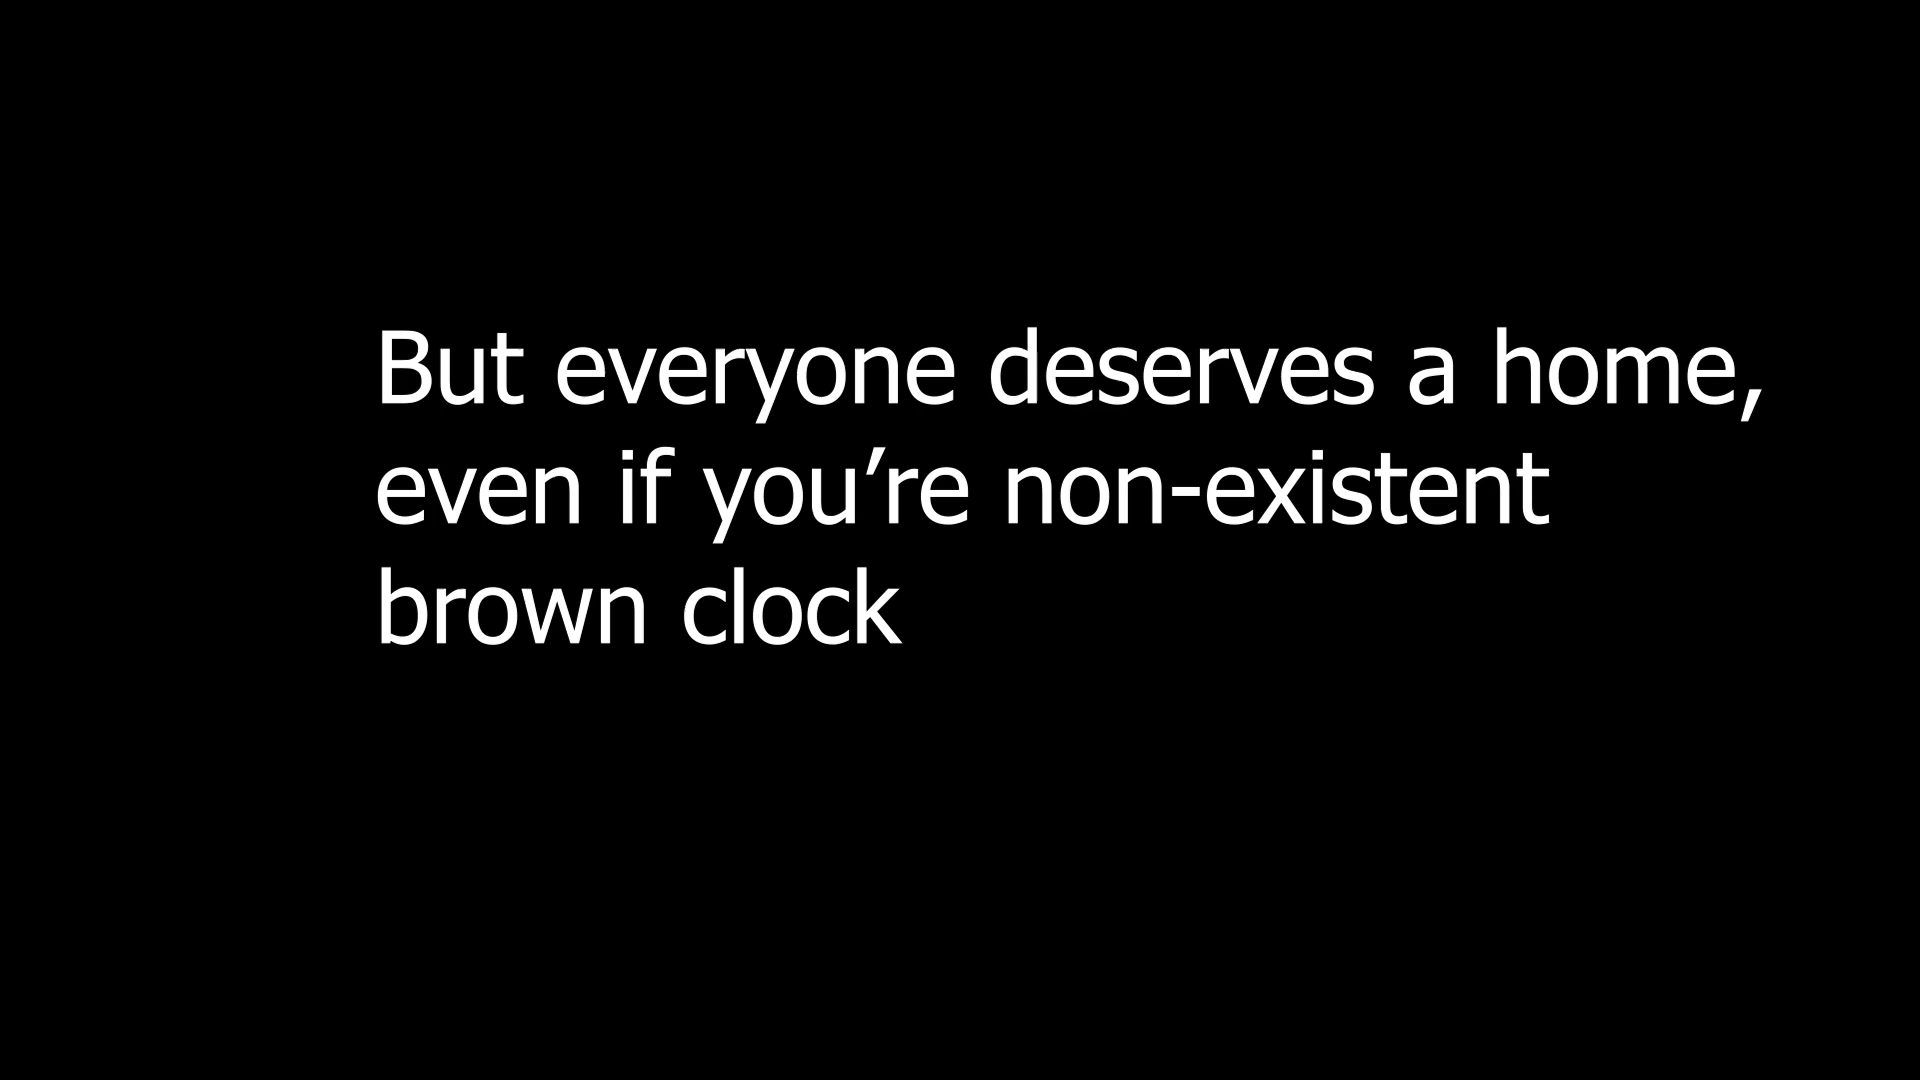 But everyone deserves a home,
even if you’re non-existent
brown clock